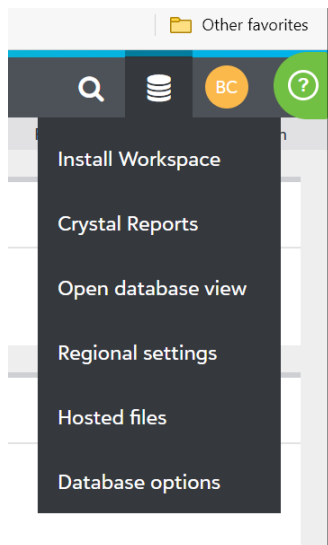 Other favorites
BC
?
Install Workspace
Crystal Reports
Open database view
Regional settings
Hosted files
Database options